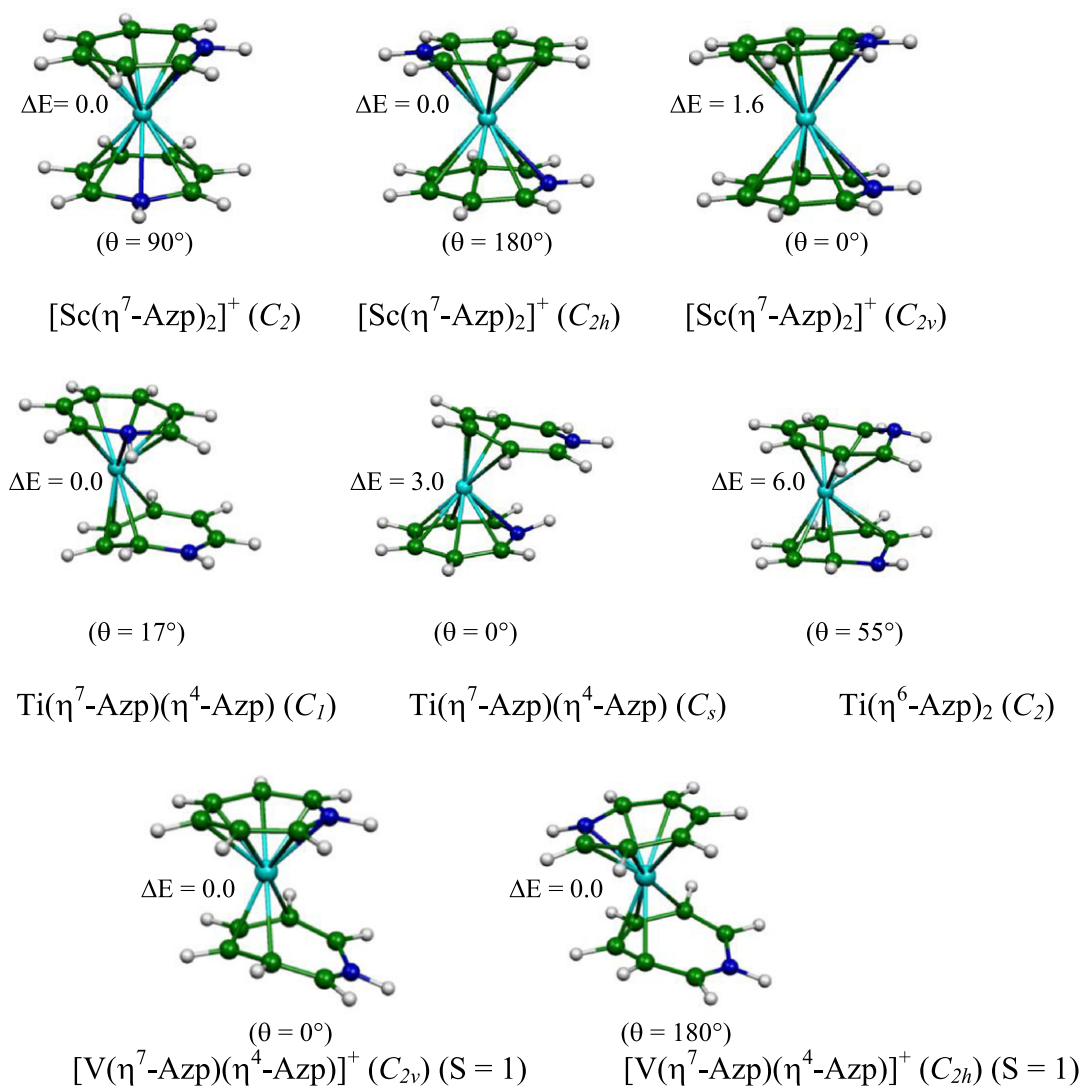 ΔE= 0.0 ΔE = 0.0 ΔE = 1.6
(θ = 90°) (θ = 180°) (θ = 0°)
[Sc(η⁷-Azp)₂]⁺ (C₂) [Sc(η⁷-Azp)₂]⁺ (C₂ₕ) [Sc(η⁷-Azp)₂]⁺ (C₂ᵥ)
ΔE = 0.0 ΔE = 3.0 ΔE = 6.0
(θ = 17°) (θ = 0°) (θ = 55°)
Ti(η⁷-Azp)(η⁴-Azp) (C₁) Ti(η⁷-Azp)(η⁴-Azp) (Cₛ) Ti(η⁶-Azp)₂ (C₂)
ΔE = 0.0 ΔE = 0.0
(θ = 0°) (θ = 180°)
[V(η⁷-Azp)(η⁴-Azp)]⁺ (C₂ᵥ) (S = 1) [V(η⁷-Azp)(η⁴-Azp)]⁺ (C₂ₕ) (S = 1)